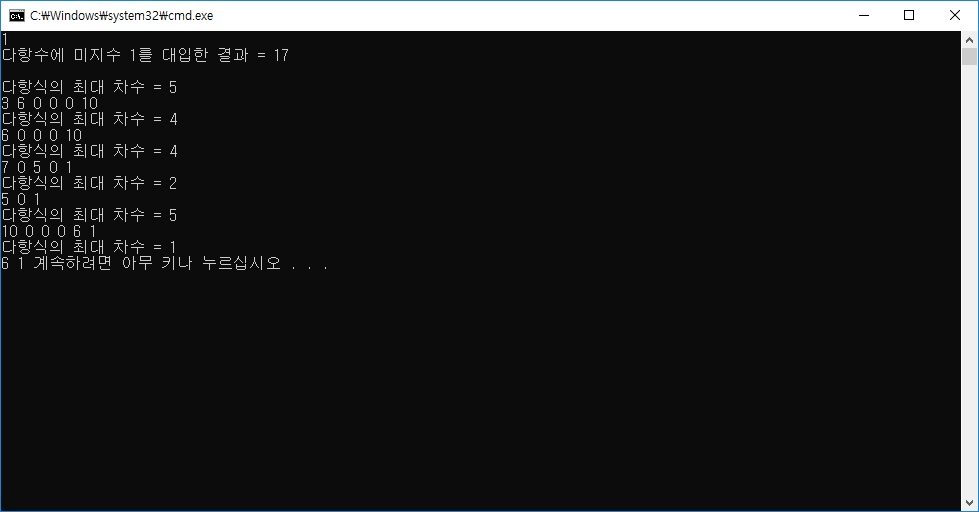 C:\Windows\system32\cmd.exe
1
다항수에 미지수 1를 대입한 결과 = 17
다항식의 최대 차수 = 5
3 6 0 0 0 10
다항식의 최대 차수 = 4
6 0 0 0 10
다항식의 최대 차수 = 4
7 0 5 0 1
다항식의 최대 차수 = 2
5 0 1
다항식의 최대 차수 = 5
10 0 0 0 6 1
다항식의 최대 차수 = 1
6 1 계속하려면 아무 키나 누르십시오 . . .